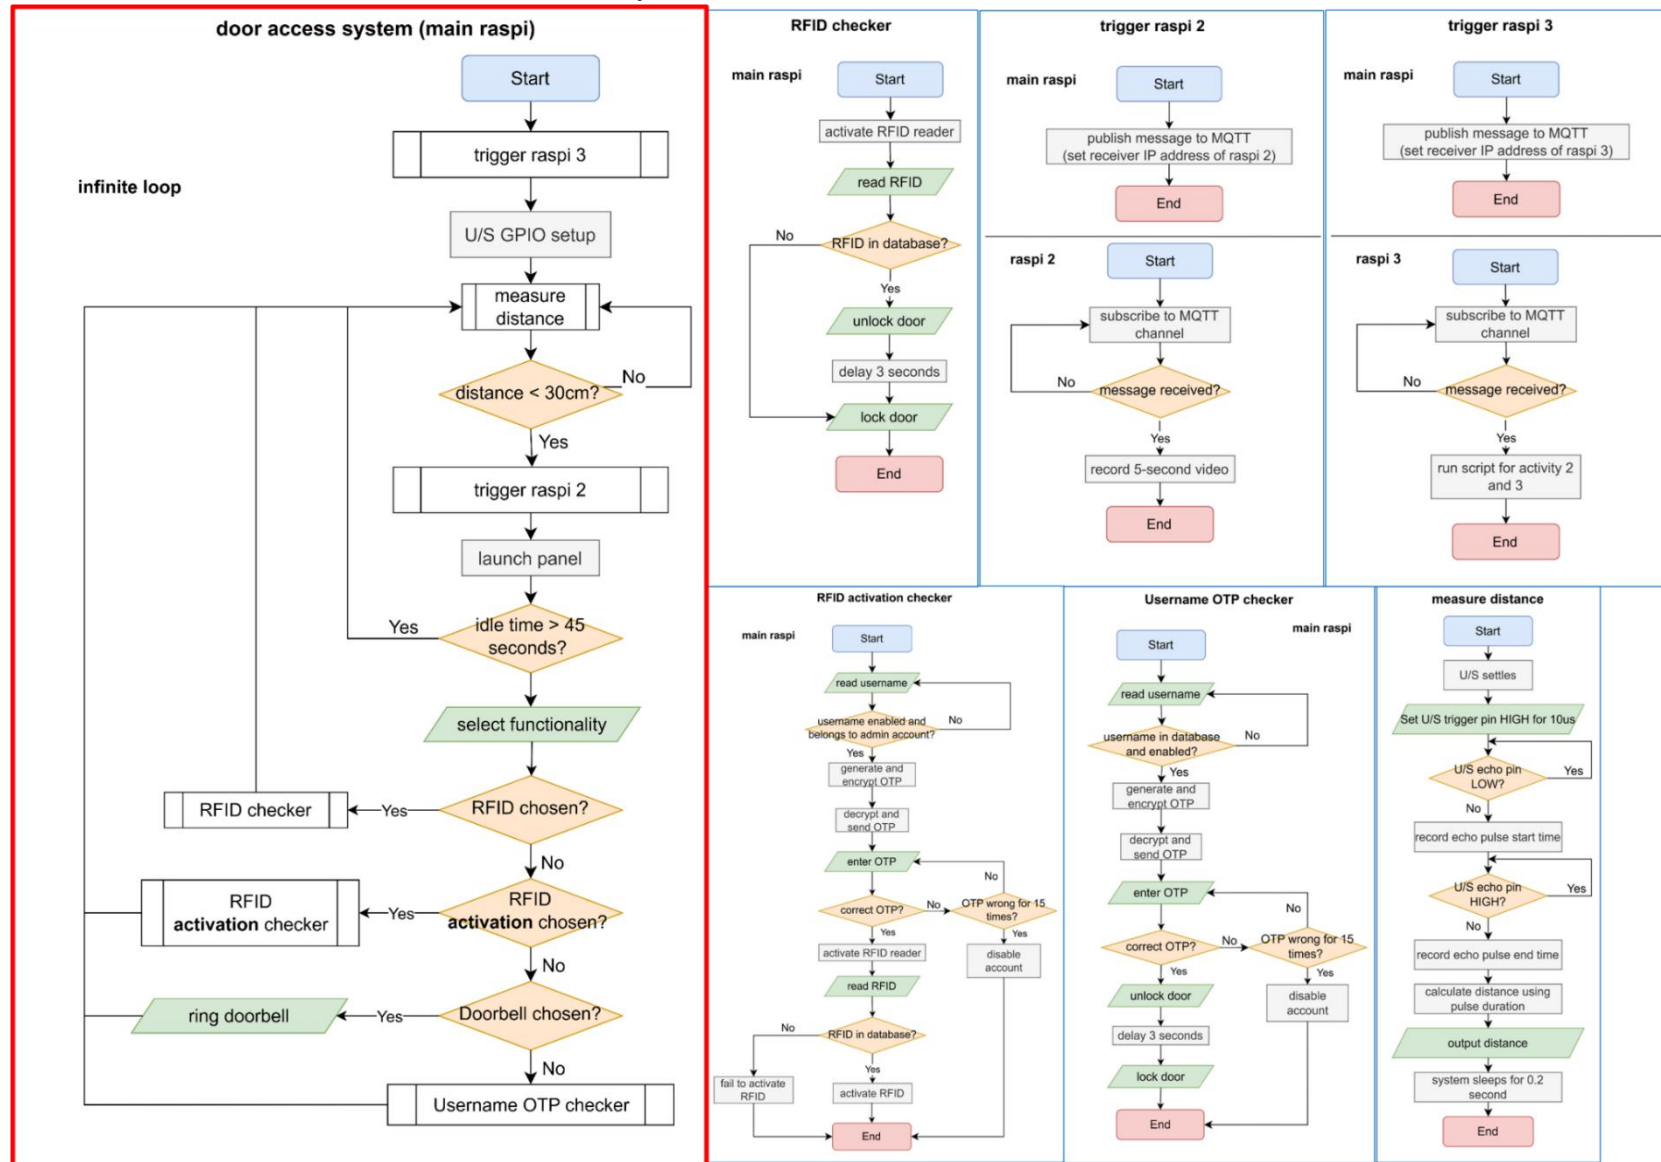 door access system (main raspi)
Start
trigger raspi 3
infinite loop
U/S GPIO setup
measure
distance
distance < 30cm?
No
Yes
trigger raspi 2
launch panel
idle time > 45
seconds?
Yes
select functionality
RFID chosen?
Yes
RFID checker
No
RFID
activation chosen?
Yes
RFID
activation checker
No
Doorbell chosen?
Yes
ring doorbell
No
Username OTP checker
RFID checker
main raspi
Start
activate RFID reader
read RFID
RFID in database?
No
Yes
unlock door
delay 3 seconds
lock door
End
trigger raspi 2
main raspi
Start
publish message to MQTT
(set receiver IP address of raspi 2)
End
raspi 2
Start
subscribe to MQTT
channel
message received?
No
Yes
record 5-second video
End
trigger raspi 3
main raspi
Start
publish message to MQTT
(set receiver IP address of raspi 3)
End
raspi 3
Start
subscribe to MQTT
channel
message received?
No
Yes
run script for activity 2
and 3
End
RFID activation checker
main raspi
Start
read username
username enabled and
belongs to admin account?
No
Yes
generate and
encrypt OTP
decrypt and
send OTP
enter OTP
No
correct OTP?
No
OTP wrong for 15
times?
Yes
Yes
activate RFID reader
disable
account
read RFID
No
RFID in database?
Yes
fail to activate
RFID
activate RFID
End
Username OTP checker
main raspi
Start
read username
username in database
and enabled?
No
Yes
generate and
encrypt OTP
decrypt and
send OTP
enter OTP
No
correct OTP?
No
OTP wrong for 15
times?
Yes
Yes
unlock door
disable
account
delay 3 seconds
lock door
End
measure distance
Start
U/S settles
Set U/S trigger pin HIGH for 10us
U/S echo pin
LOW?
Yes
No
record echo pulse start time
U/S echo pin
HIGH?
Yes
No
record echo pulse end time
calculate distance using
pulse duration
output distance
system sleeps for 0.2
second
End